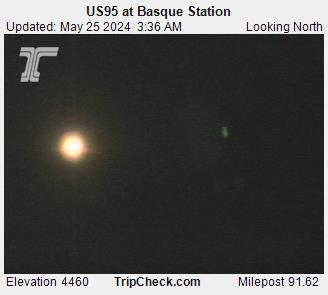 US95 at Basque Station
Updated: May 25 2024 3:36 AM Looking North
Elevation 4460 TripCheck.com Milepost 91.62